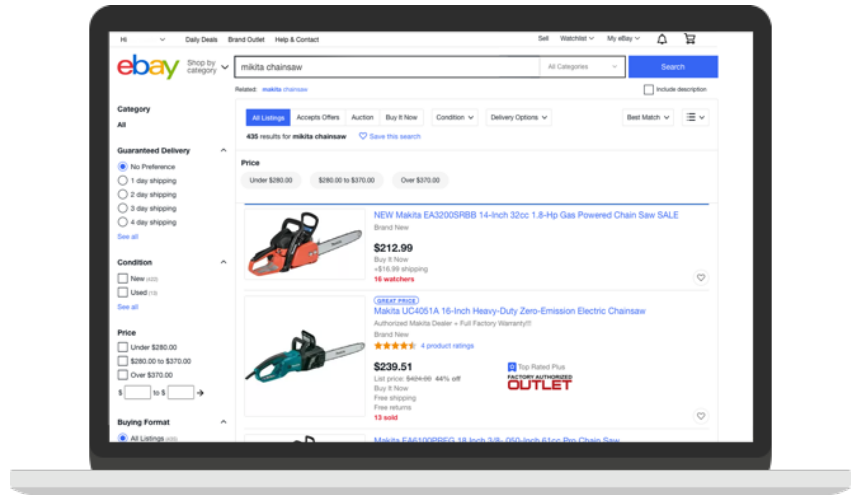 Hi
Daily Deals
Brand Outlet
Help & Contact
Sell
Watchlist
My eBay
ebay
Shop by
category
mikita chainsaw
All Categories
Search
Related: makita chainsaw
Include description
Category
All
Guaranteed Delivery
No Preference
1 day shipping
2 day shipping
3 day shipping
4 day shipping
See all
Condition
New (422)
Used (13)
See all
Price
Under $280.00
$280.00 to $370.00
Over $370.00
$ to $
Buying Format
All Listings
All Listings
Accepts Offers
Auction
Buy It Now
Condition
Delivery Options
Best Match
435 results for mikita chainsaw
Save this search
Price
Under $280.00
$280.00 to $370.00
Over $370.00
NEW Makita EA3200SRBB 14-Inch 32cc 1.8-Hp Gas Powered Chain Saw SALE
Brand New
$212.99
Buy It Now
+$16.99 shipping
16 watchers
GREAT PRICE
Makita UC4051A 16-Inch Heavy-Duty Zero-Emission Electric Chainsaw
Authorized Makita Dealer + Full Factory Warranty!!!
Brand New
4 product ratings
$239.51
List price: $424.00 44% off
Buy It Now
Free shipping
Free returns
13 sold
Top Rated Plus
FACTORY AUTHORIZED
OUTLET